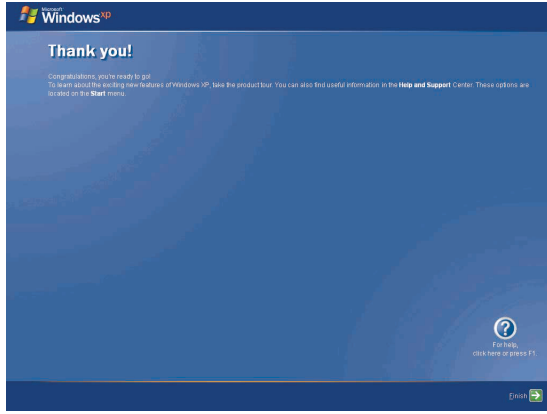 Microsoft
Windows xp
Thank you!
Congratulations, you're ready to go!
To learn about the exciting new features of Windows XP, take the product tour. You can also find useful information in the Help and Support Center. These options are
located on the Start menu.
?
For help,
click here or press F1.
Finish